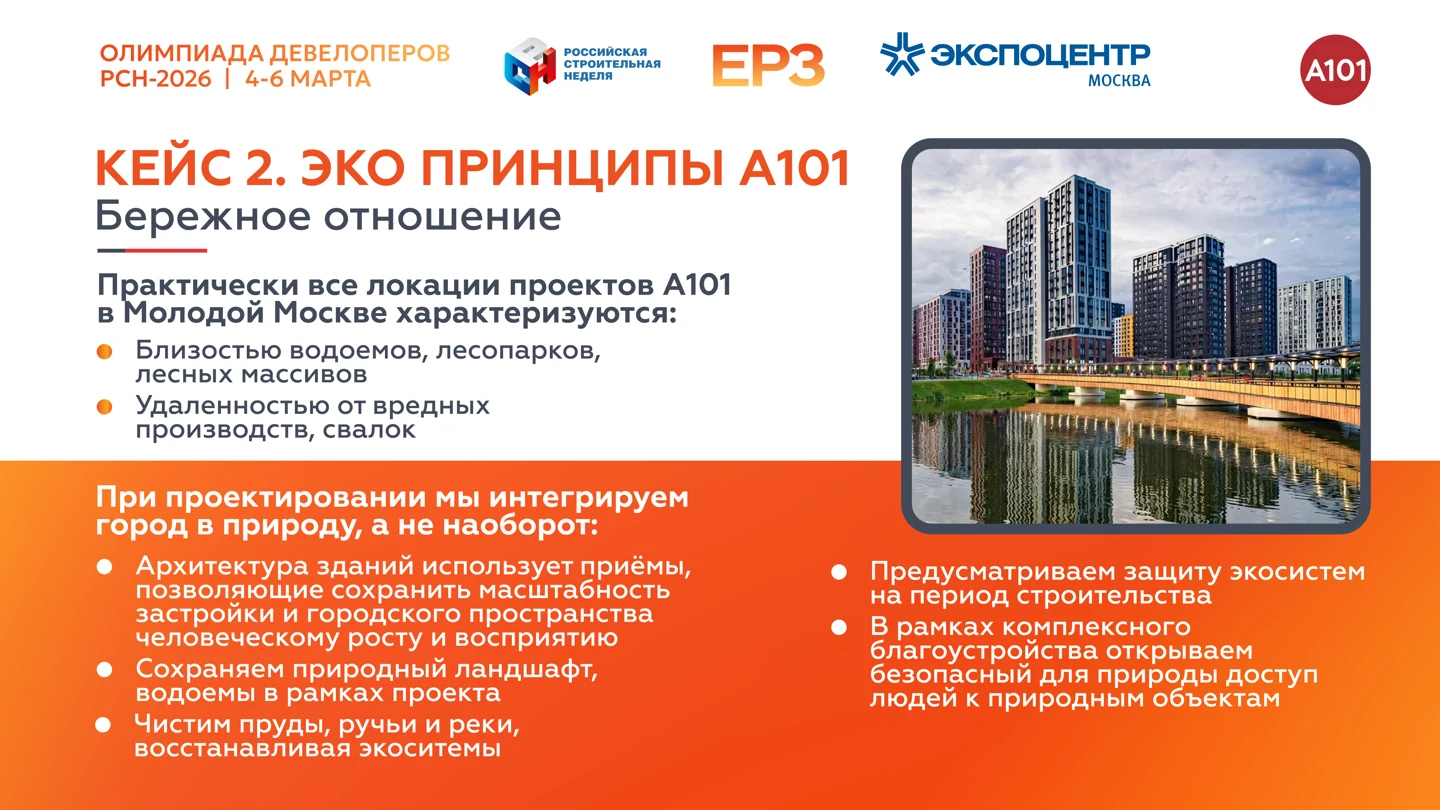 ОЛИМПИАДА ДЕВЕЛОПЕРОВ
РСН-2026 | 4-6 МАРТА
РОССИЙСКАЯ
СТРОИТЕЛЬНАЯ
НЕДЕЛЯ
ЕРЗ
ЭКСПОЦЕНТР
МОСКВА
А101
КЕЙС 2. ЭКО ПРИНЦИПЫ А101
Бережное отношение
Практически все локации проектов А101
в Молодой Москве характеризуются:
Близостью водоемов, лесопарков,
лесных массивов
Удаленностью от вредных
производств, свалок
При проектировании мы интегрируем
город в природу, а не наоборот:
Архитектура зданий использует приёмы,
позволяющие сохранить масштабность
застройки и городского пространства
человеческому росту и восприятию
Сохраняем природный ландшафт,
водоемы в рамках проекта
Чистим пруды, ручьи и реки,
восстанавливая экоситемы
Предусматриваем защиту экосистем
на период строительства
В рамках комплексного
благоустройства открываем
безопасный для природы доступ
людей к природным объектам